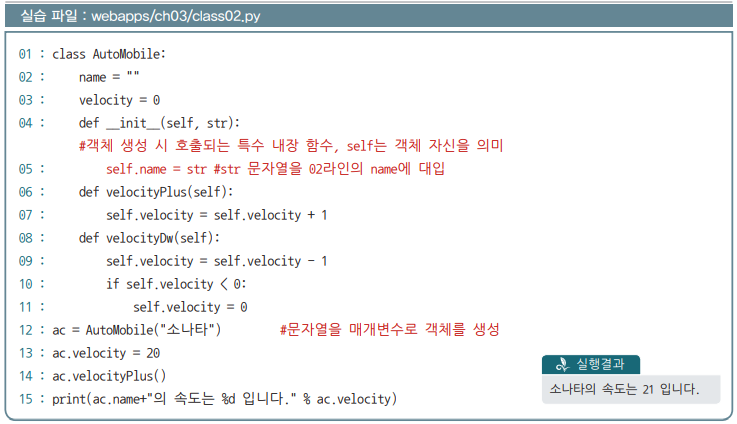 실습 파일 : webapps/ch03/class02.py
01 : class AutoMobile:
02 :     name = ""
03 :     velocity = 0
04 :     def __init__(self, str):
#객체 생성 시 호출되는 특수 내장 함수, self는 객체 자신을 의미
05 :         self.name = str #str 문자열을 02라인의 name에 대입
06 :     def velocityPlus(self):
07 :         self.velocity = self.velocity + 1
08 :     def velocityDw(self):
09 :         self.velocity = self.velocity - 1
10 :         if self.velocity < 0:
11 :             self.velocity = 0
12 : ac = AutoMobile("소나타")        #문자열을 매개변수로 객체를 생성
13 : ac.velocity = 20
14 : ac.velocityPlus()
15 : print(ac.name+"의 속도는 %d 입니다." % ac.velocity)
실행결과
소나타의 속도는 21 입니다.